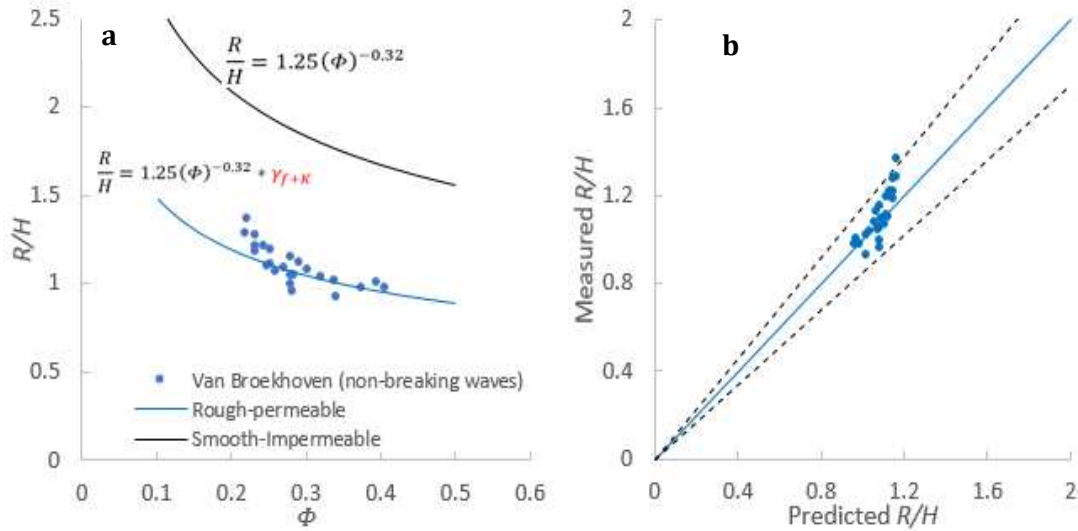 a
2.5
2
1.5
1
0.5
0
R/H
R/H = 1.25(Φ)^−0.32
R/H = 1.25(Φ)^−0.32 * γf+κ
Van Broekhoven (non-breaking waves)
Rough-permeable
Smooth-Impermeable
0 0.1 0.2 0.3 0.4 0.5 0.6
Φ
b
2
1.6
1.2
0.8
0.4
0
Measured R/H
0 0.4 0.8 1.2 1.6 2
Predicted R/H